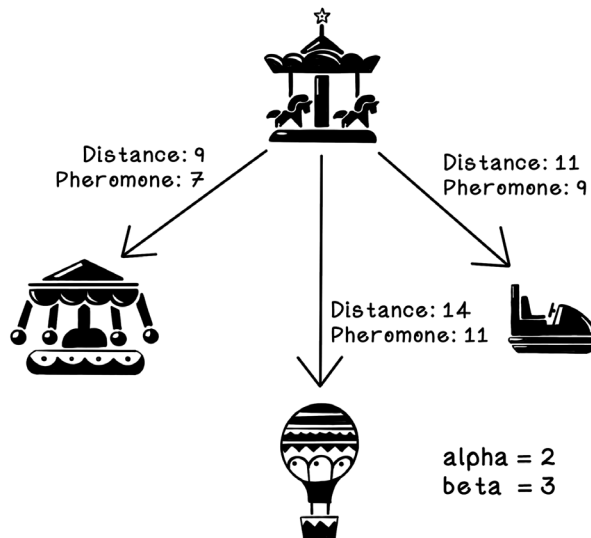 Distance: 9
Pheromone: 7
Distance: 11
Pheromone: 9
Distance: 14
Pheromone: 11
alpha = 2
beta = 3